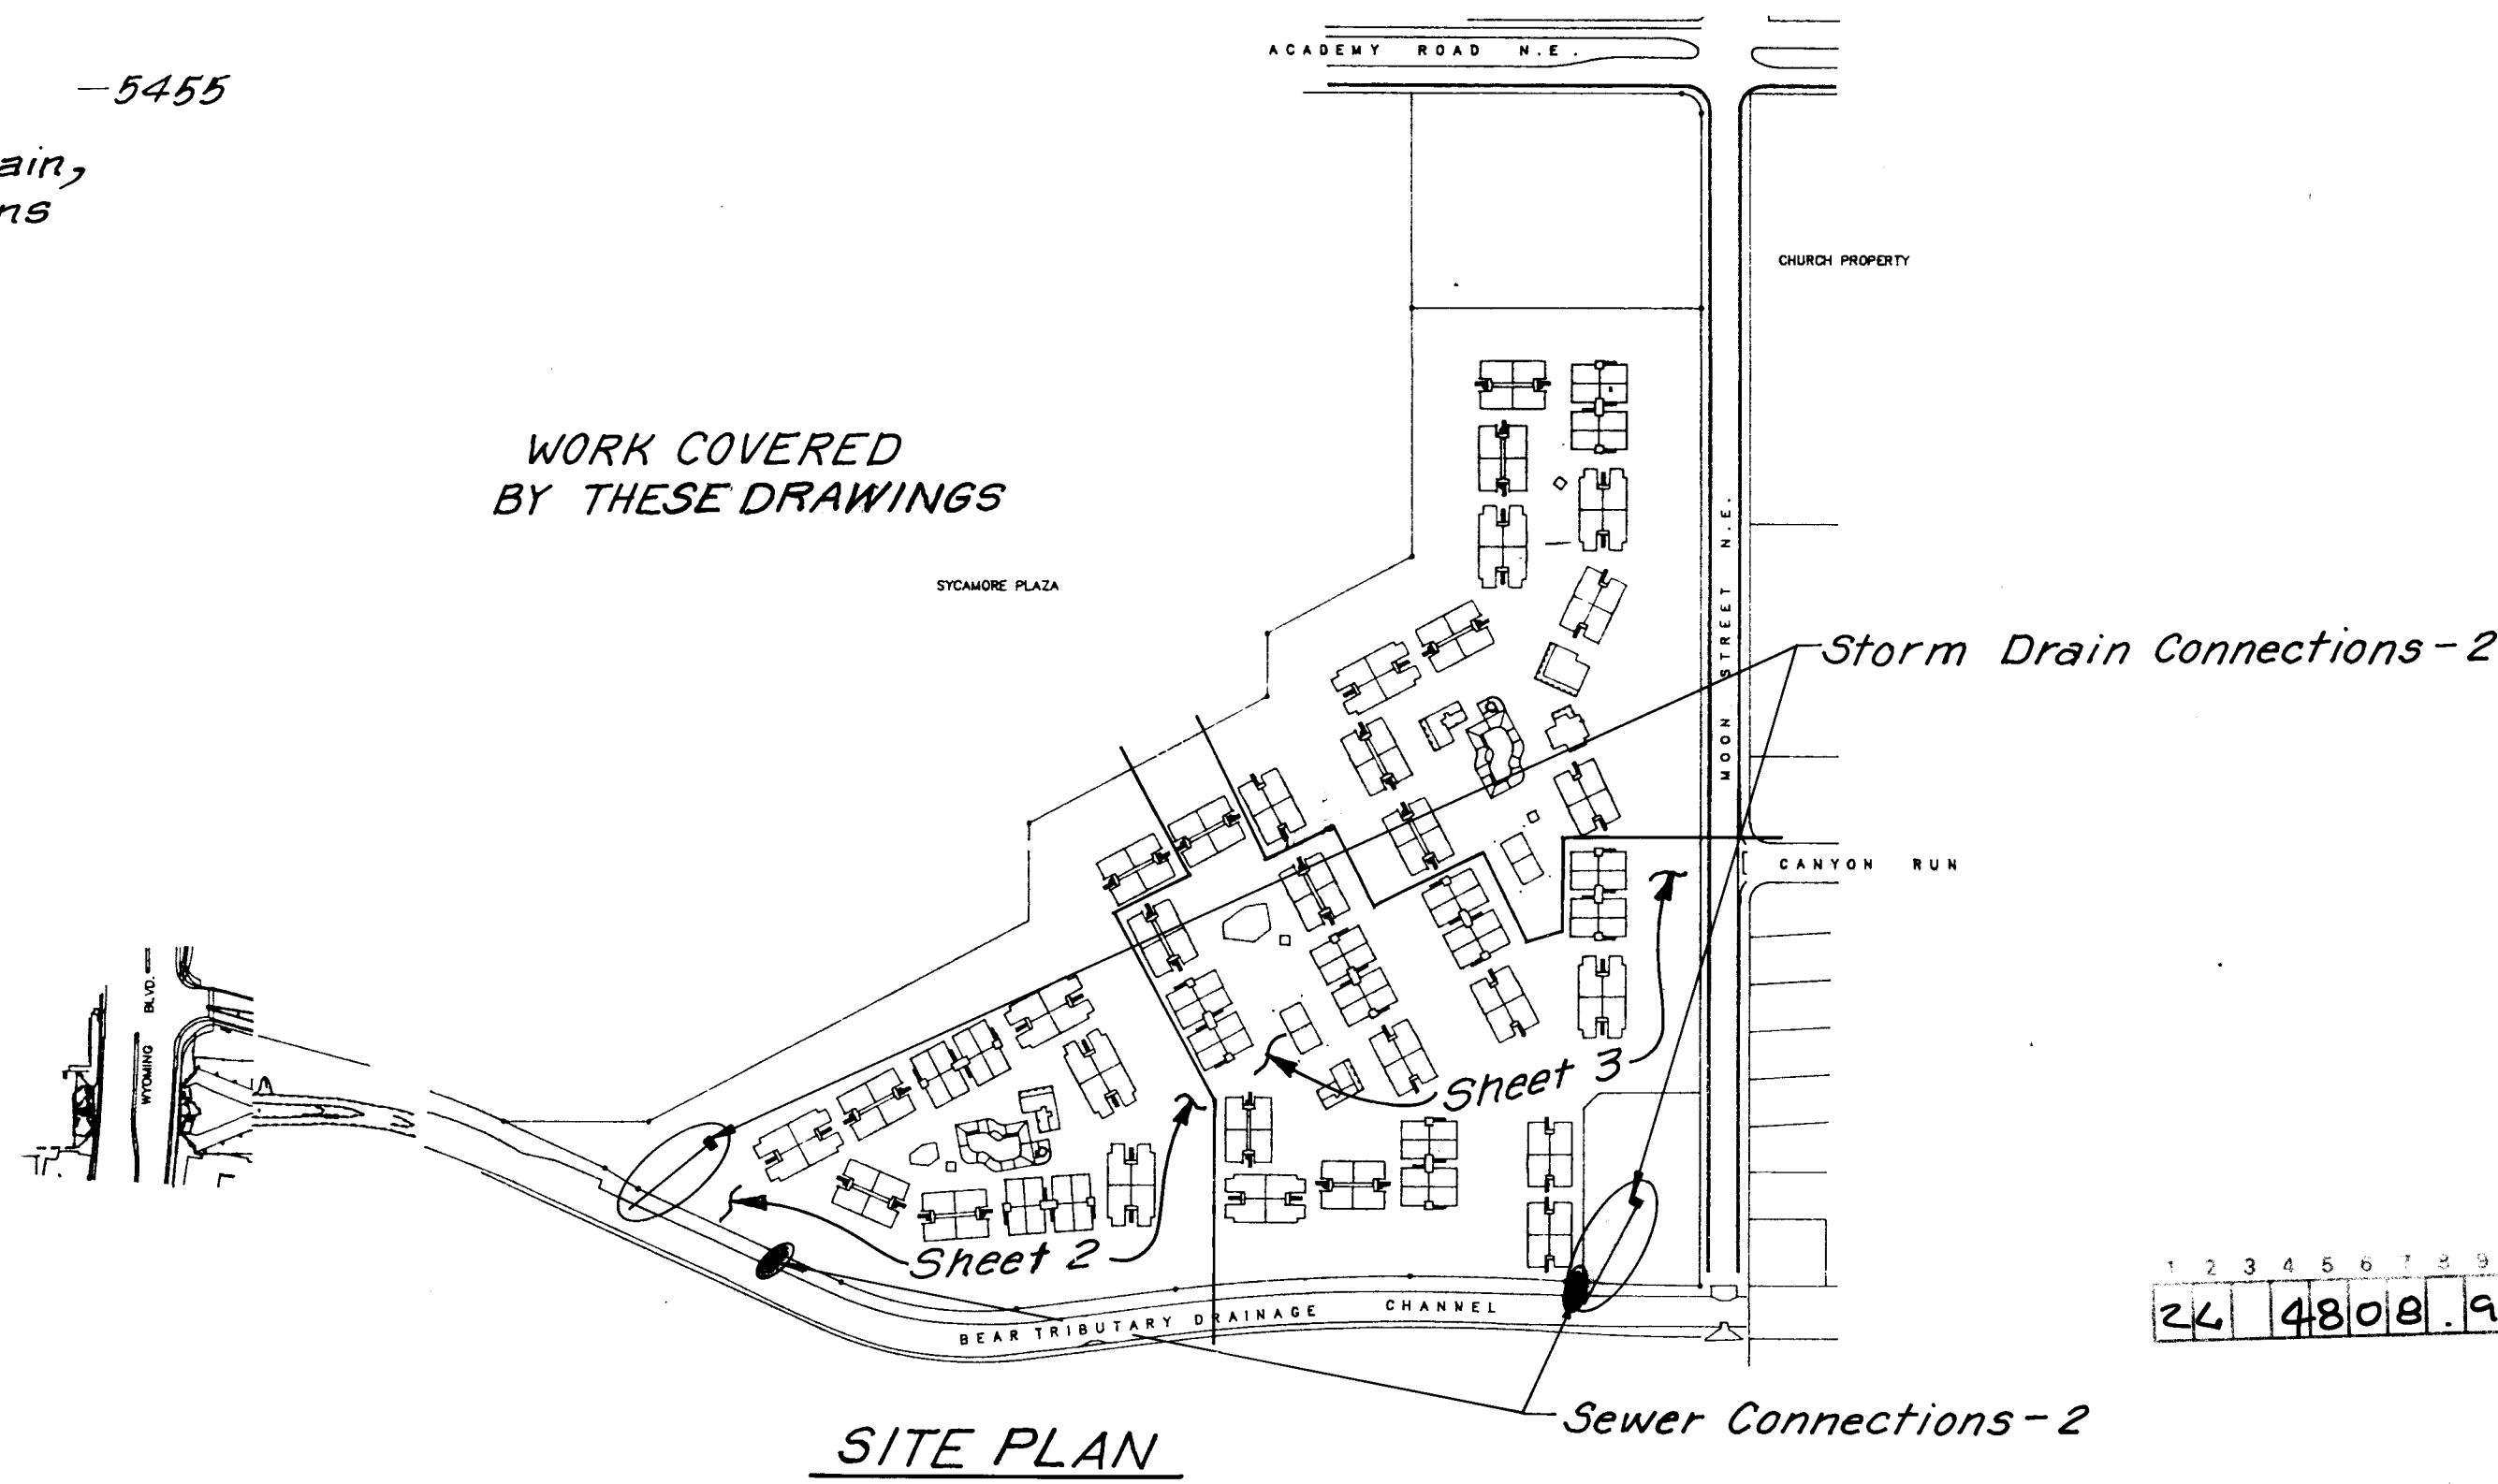 ACADEMY ROAD N.E.
-5455
ain,
ns
CHURCH PROPERTY
WORK COVERED
BY THESE DRAWINGS
SYCAMORE PLAZA
MOON STREET N.E.
Storm Drain Connections-2
CANYON RUN
WYOMING BLVD.
Sheet 3
Sheet 2
BEAR TRIBUTARY DRAINAGE CHANNEL
1 2 3 4 5 6 7 8 9
26 4808.9
Sewer Connections-2
SITE PLAN